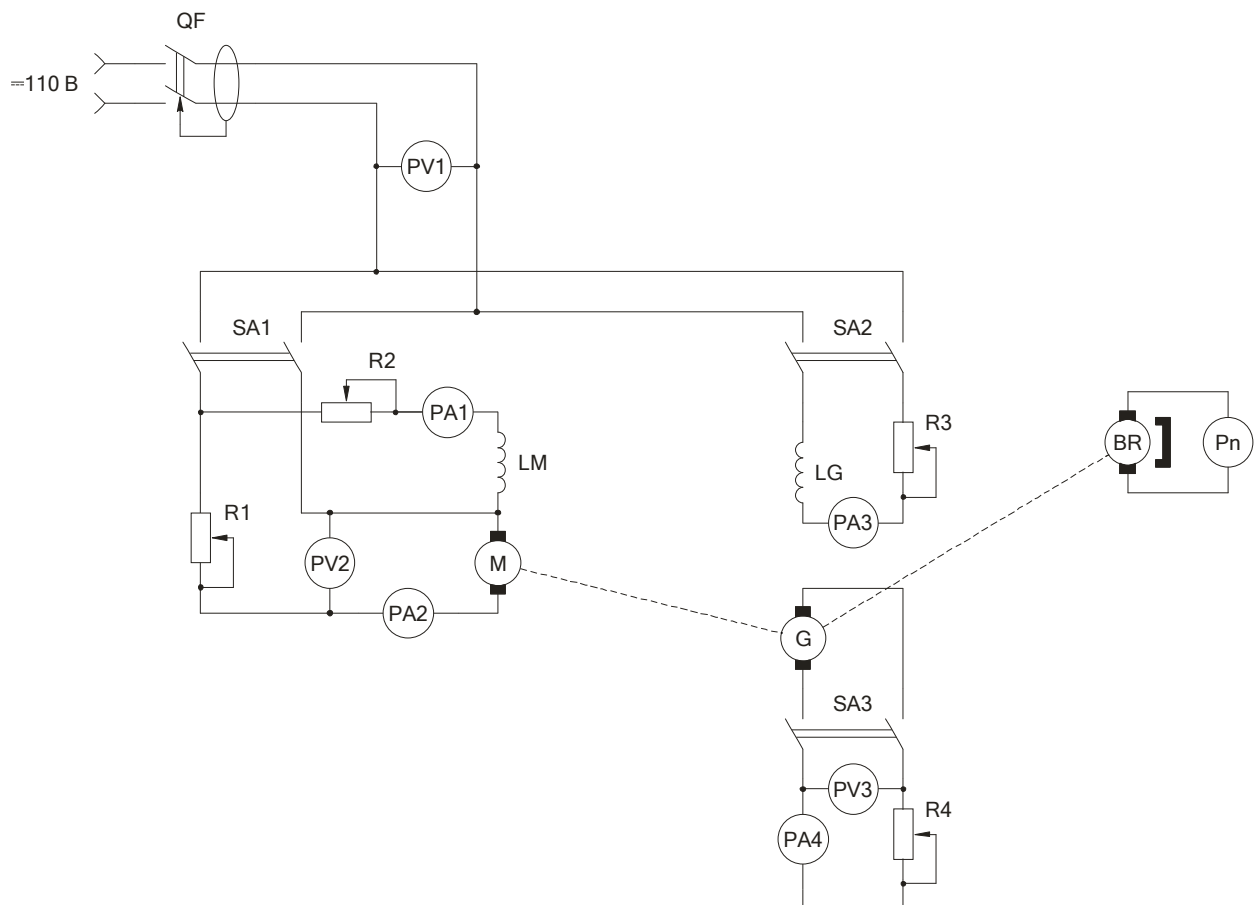 QF
⎓110 В
PV1
SA1
SA2
R2
PA1
R3
BR
Pn
LM
LG
R1
PA3
PV2
M
PA2
G
SA3
PV3
R4
PA4